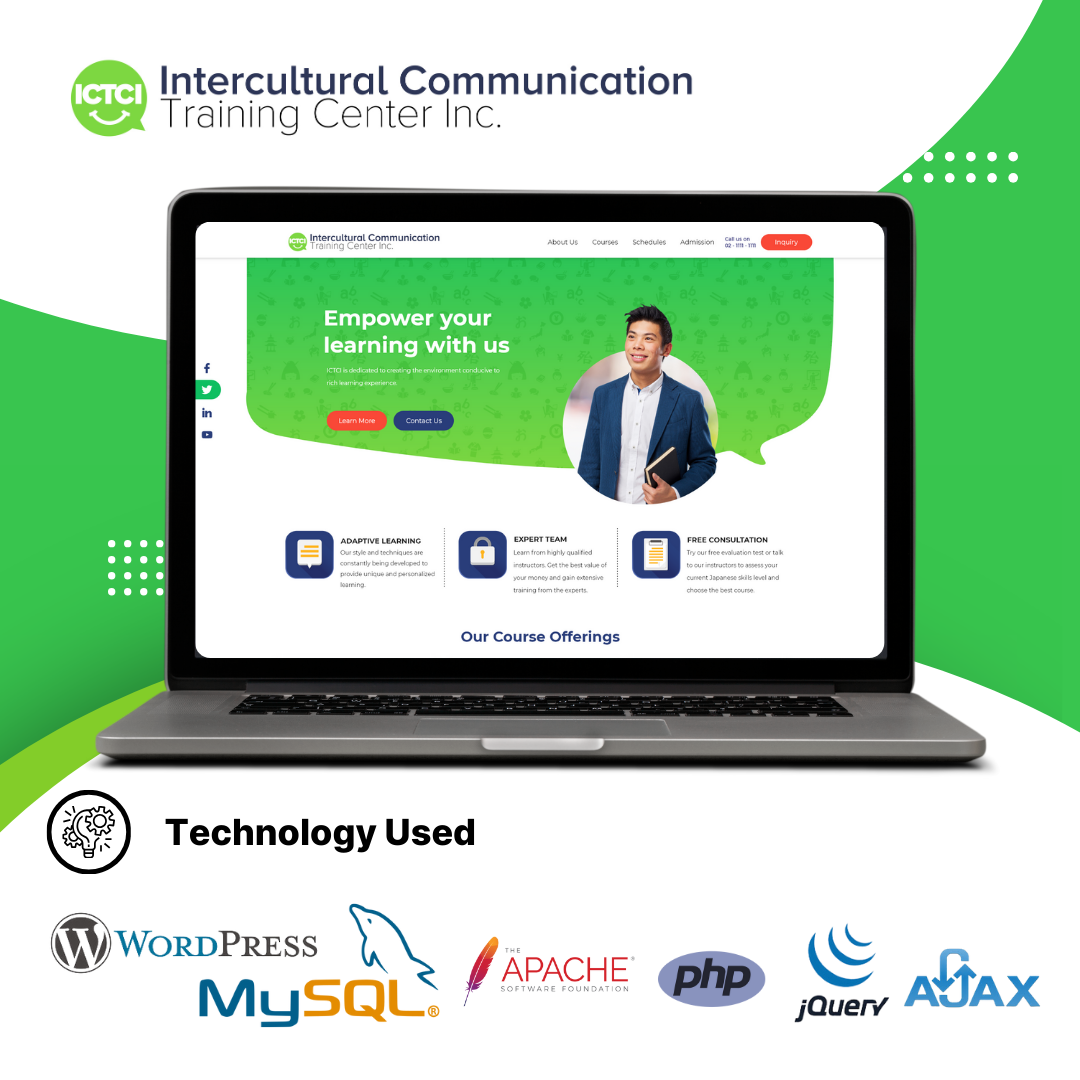 ICTCI
Intercultural Communication
Training Center Inc.
ICTCI
Intercultural Communication
Training Center Inc.
About Us
Courses
Schedules
Admission
Call us on
02 - 1111 - 1111
Inquiry
Empower your
learning with us
ICTCI is dedicated to creating the environment conducive to
rich learning experience.
Learn More
Contact Us
ADAPTIVE LEARNING
Our style and techniques are
constantly being developed to
provide unique and personalized
learning.
EXPERT TEAM
Learn from highly qualified
instructors. Get the best value of
your money and gain extensive
training from the experts.
FREE CONSULTATION
Try our free evaluation test or talk
to our instructors to assess your
current Japanese skills level and
choose the best course.
Our Course Offerings
Technology Used
WORDPRESS
MySQL®
THE
APACHE®
SOFTWARE FOUNDATION
php
jQuery
AJAX